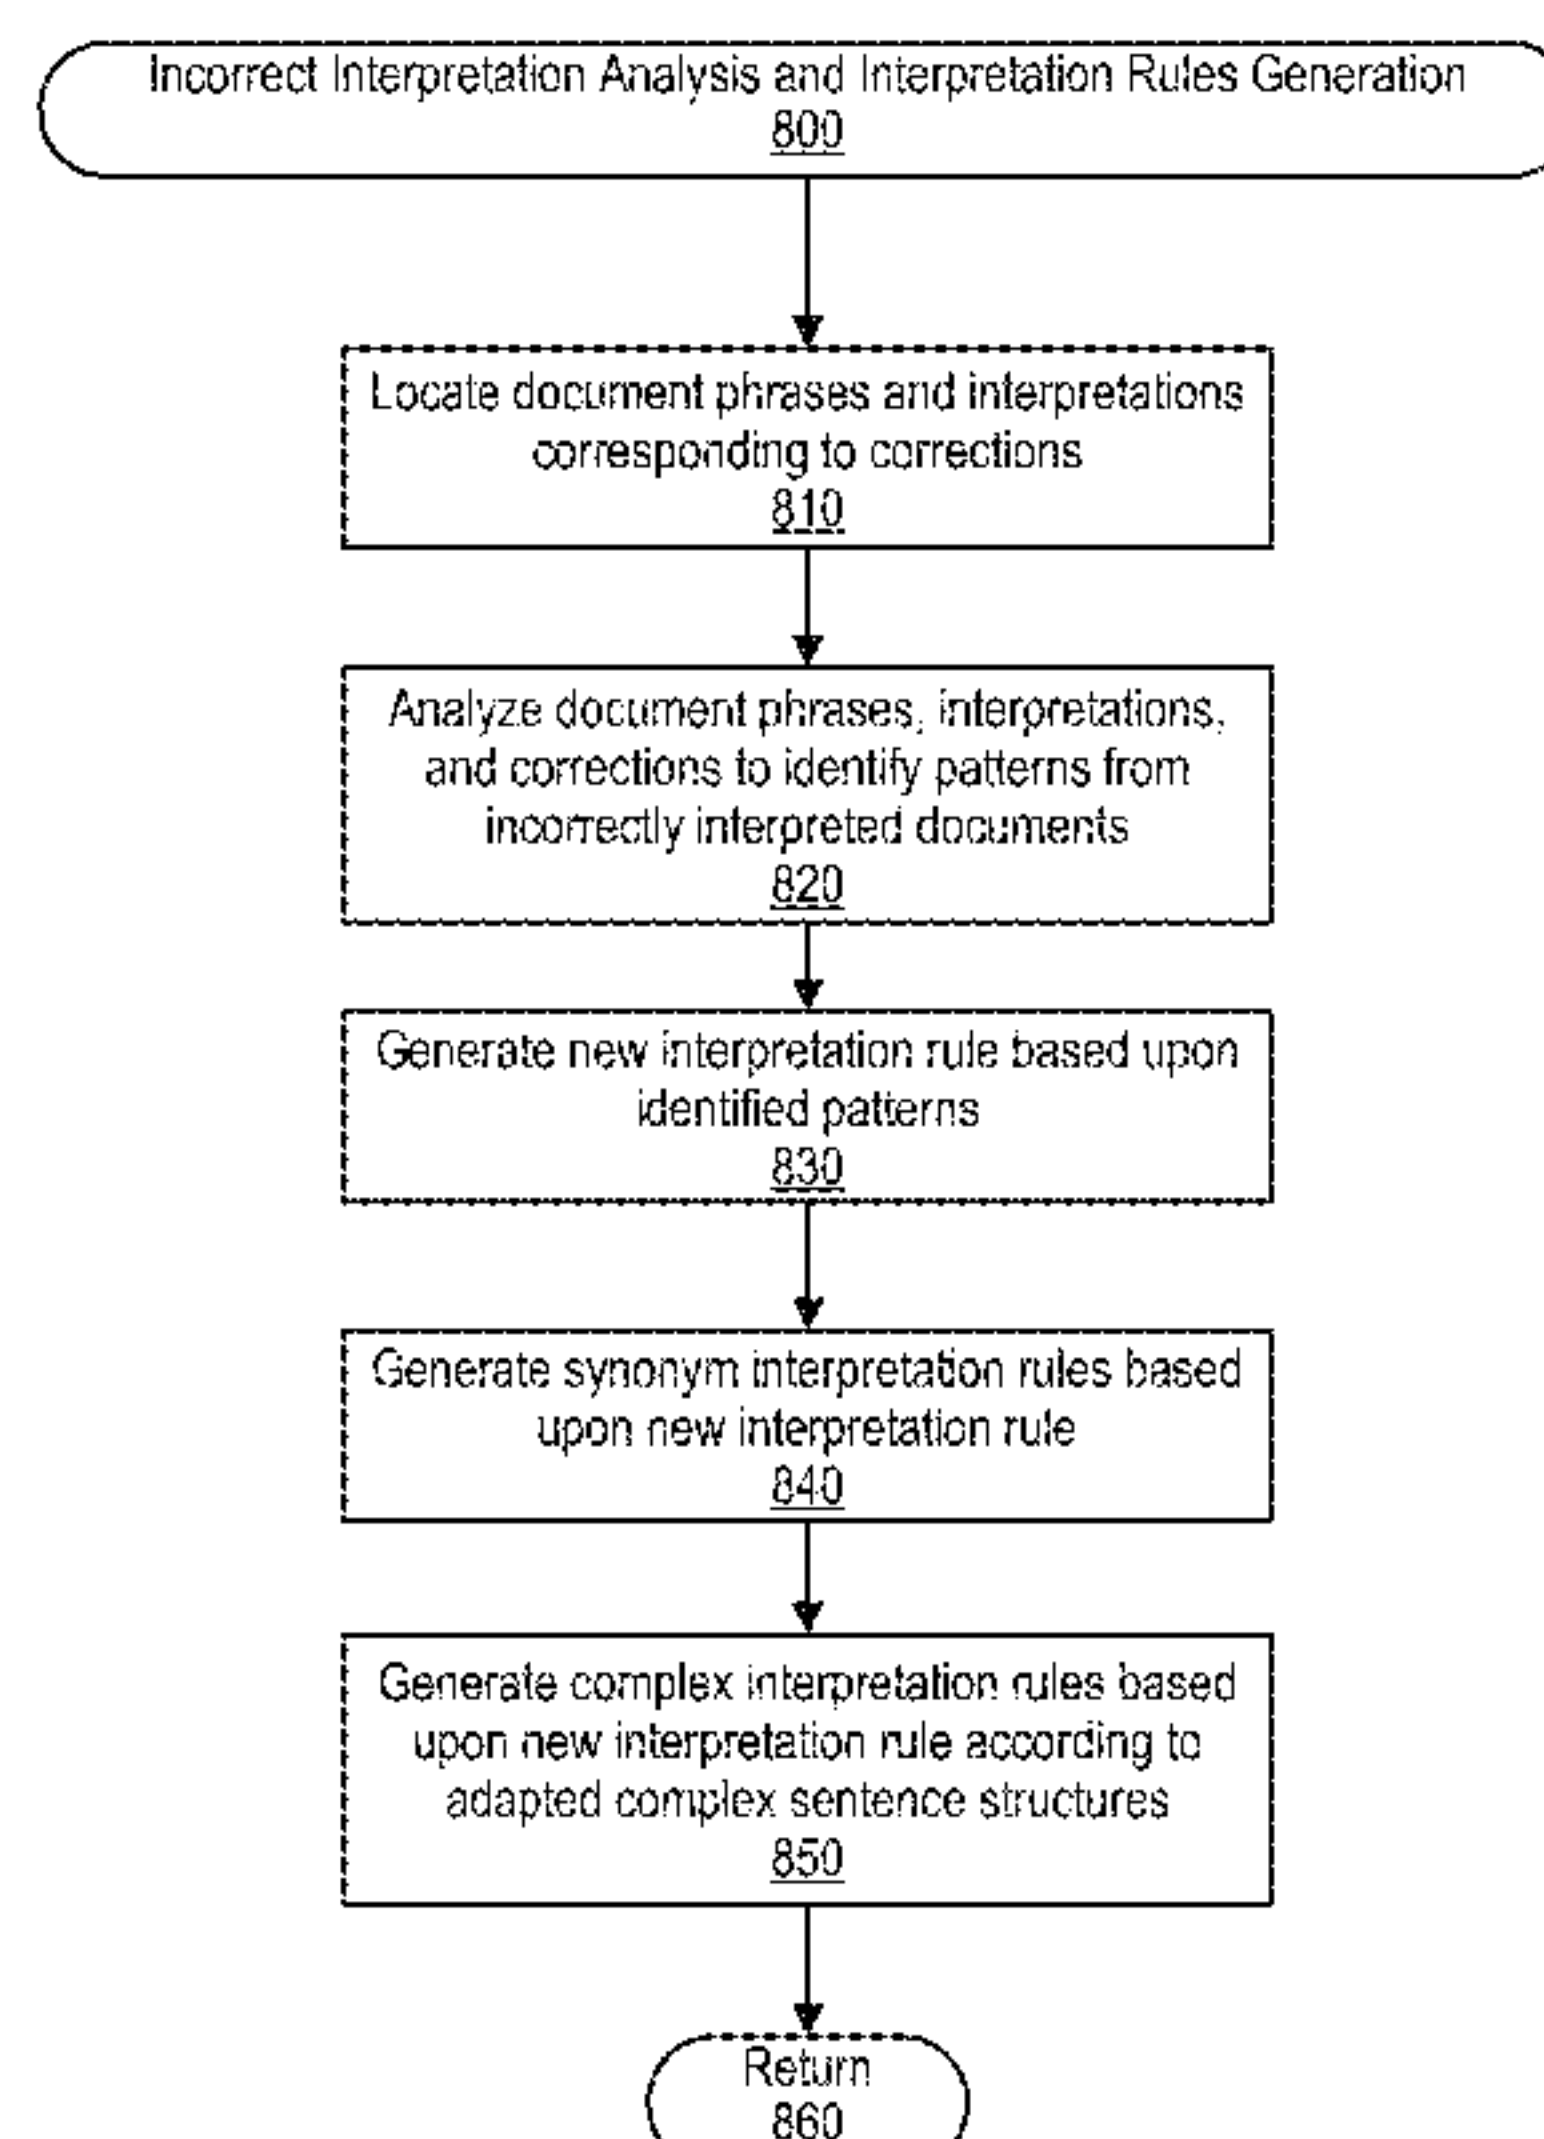 Incorrect Interpretation Analysis and Interpretation Rules Generation
800
Locate document phrases and interpretations
corresponding to corrections
810
Analyze document phrases, interpretations,
and corrections to identify patterns from
incorrectly interpreted documents
820
Generate new interpretation rule based upon
identified patterns
830
Generate synonym interpretation rules based
upon new interpretation rule
840
Generate complex interpretation rules based
upon new interpretation rule according to
adapted complex sentence structures
850
Return
860